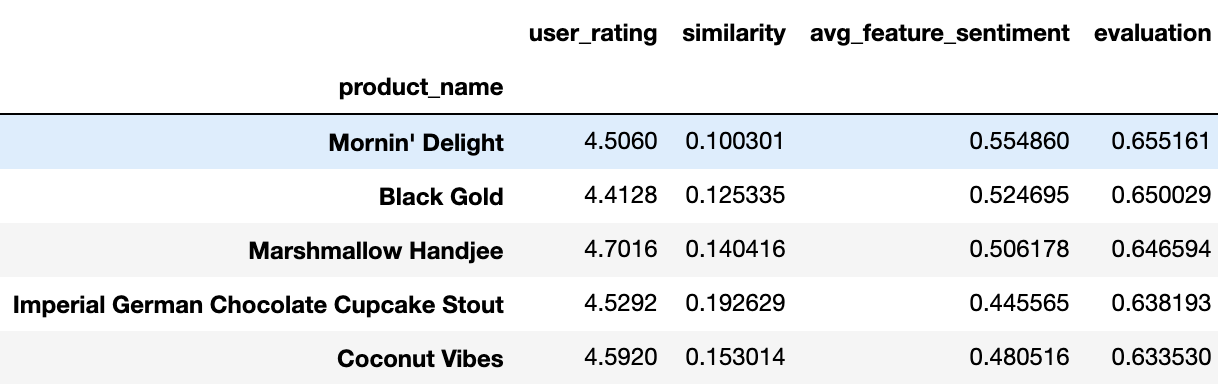 user_rating similarity avg_feature_sentiment evaluation
product_name
Mornin' Delight 4.5060 0.100301 0.554860 0.655161
Black Gold 4.4128 0.125335 0.524695 0.650029
Marshmallow Handjee 4.7016 0.140416 0.506178 0.646594
Imperial German Chocolate Cupcake Stout 4.5292 0.192629 0.445565 0.638193
Coconut Vibes 4.5920 0.153014 0.480516 0.633530